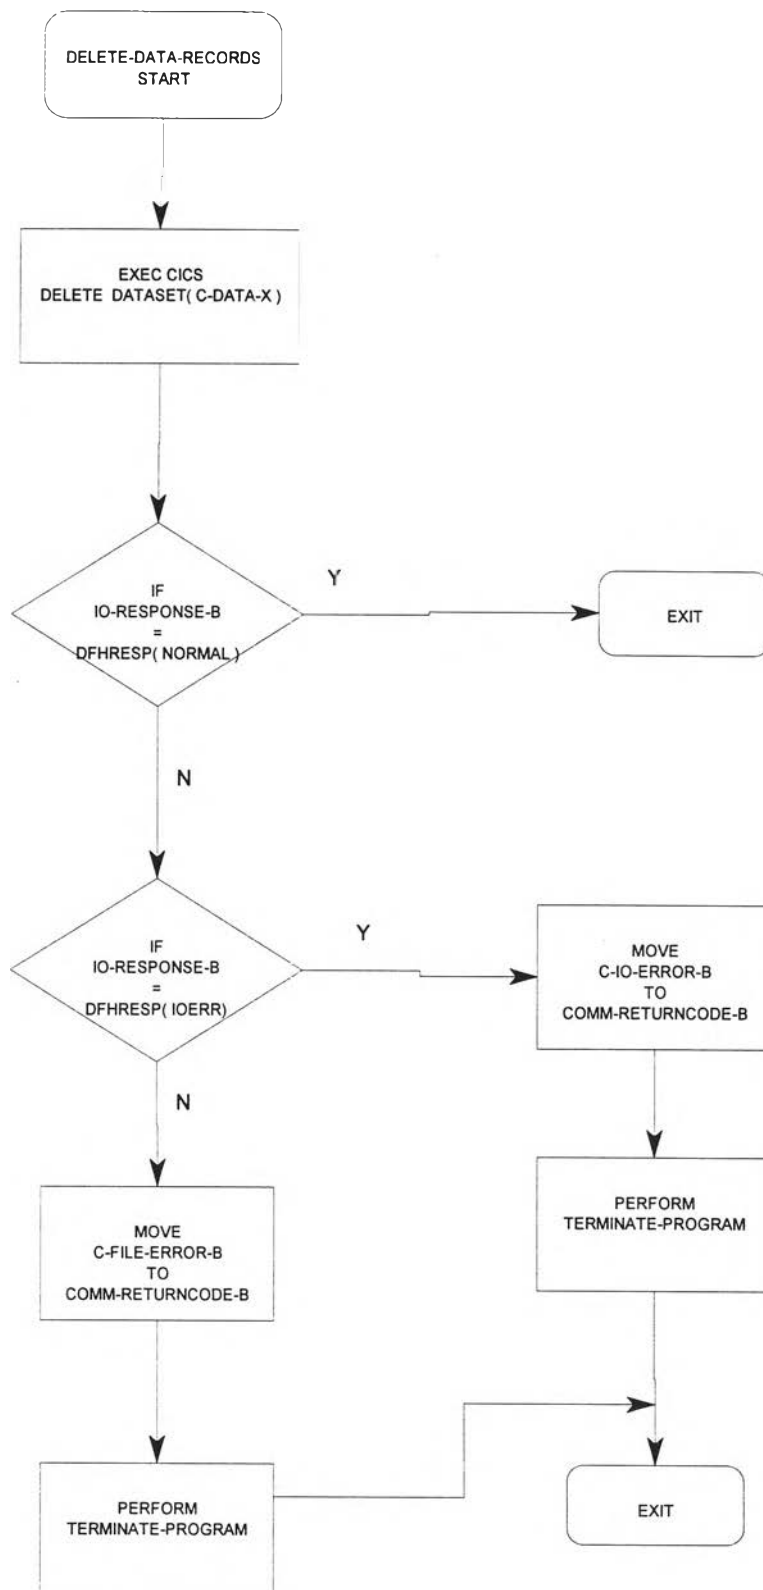 DELETE-DATA-RECORDS
START
EXEC CICS
DELETE DATASET( C-DATA-X )
IF
IO-RESPONSE-B
=
DFHRESP( NORMAL )
Y
EXIT
N
IF
IO-RESPONSE-B
=
DFHRESP( IOERR)
Y
MOVE
C-IO-ERROR-B
TO
COMM-RETURNCODE-B
N
PERFORM
TERMINATE-PROGRAM
MOVE
C-FILE-ERROR-B
TO
COMM-RETURNCODE-B
PERFORM
TERMINATE-PROGRAM
EXIT